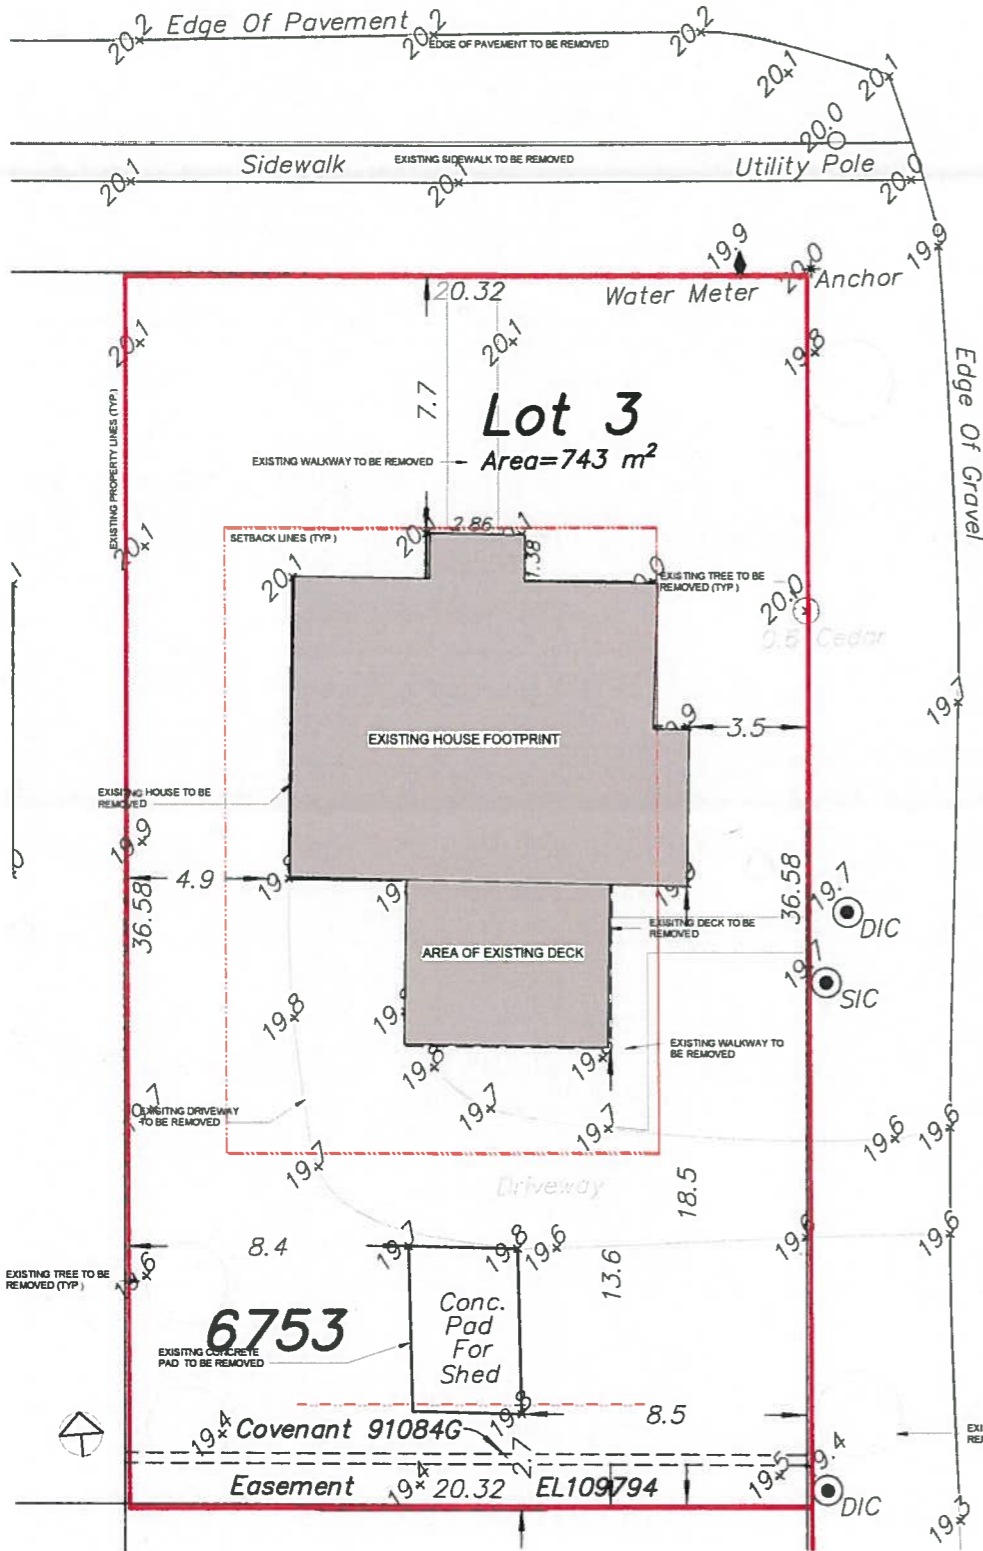 20.2
Edge Of Pavement
20.2
EDGE OF PAVEMENT TO BE REMOVED
20.2
20.1
20.1
20.0
Sidewalk
EXISTING SIDEWALK TO BE REMOVED
Utility Pole
20.1
20.1
20.0
19.9
19.9
20.0
Anchor
20.32
Water Meter
20.1
20.1
19.8
EXISTING PROPERTY LINES (TYP.)
7.7
Lot 3
Area=743 m²
EXISTING WALKWAY TO BE REMOVED
Edge Of Gravel
20.1
SETBACK LINES (TYP.)
2.86
1.38
20.1
EXISTING TREE TO BE
REMOVED (TYP.)
20.0
0.6 Cedar
19.7
3.5
EXISTING HOUSE FOOTPRINT
EXISTING HOUSE TO BE
REMOVED
19.9
4.9
36.58
36.58
19.7
DIC
EXISITNG DECK TO BE
REMOVED
AREA OF EXISTING DECK
19.7
SIC
19.8
EXISTING WALKWAY TO
BE REMOVED
19.8
19.7
19.7
EXISITNG DRIVEWAY
TO BE REMOVED
19.6
19.6
19.7
Driveway
18.5
8.4
19.7
19.8
19.6
13.6
19.6
19.6
EXISTING TREE TO BE
REMOVED (TYP.)
19.6
6753
Conc.
Pad
For
Shed
EXISITNG CONCRETE
PAD TO BE REMOVED
19.8
8.5
19.4
Covenant 91084G
2.7
19.5
9.4
Easement
19.4
20.32
EL109794
DIC
19.3